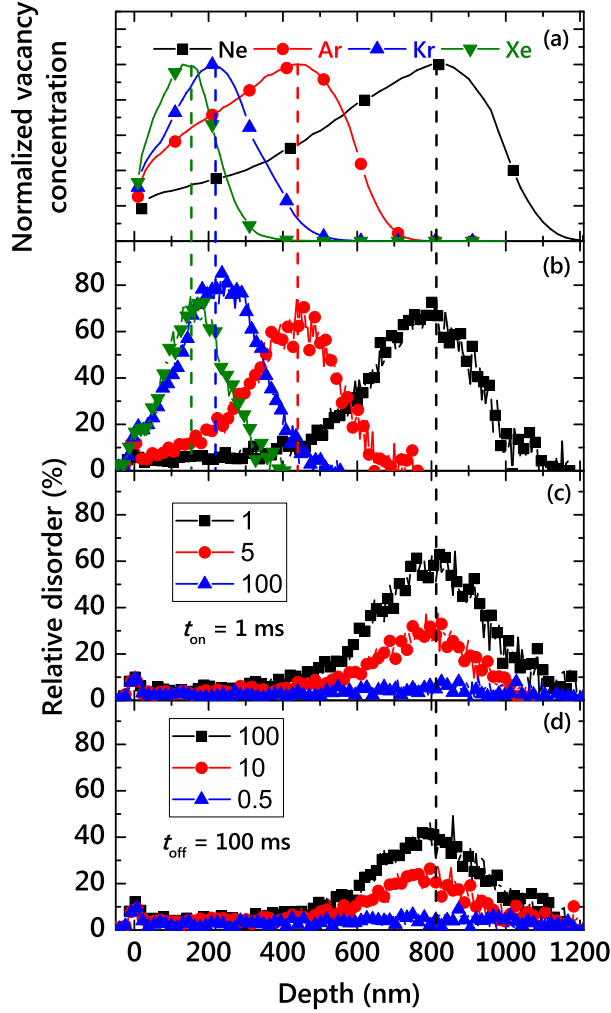 Ne Ar Kr Xe (a)
Normalized vacancy
concentration
(b)
80
60
40
20
0
(c)
1
5
100
t_on = 1 ms
80
60
40
20
0
Relative disorder (%)
(d)
100
10
0.5
t_off = 100 ms
80
60
40
20
0
0 200 400 600 800 1000 1200
Depth (nm)